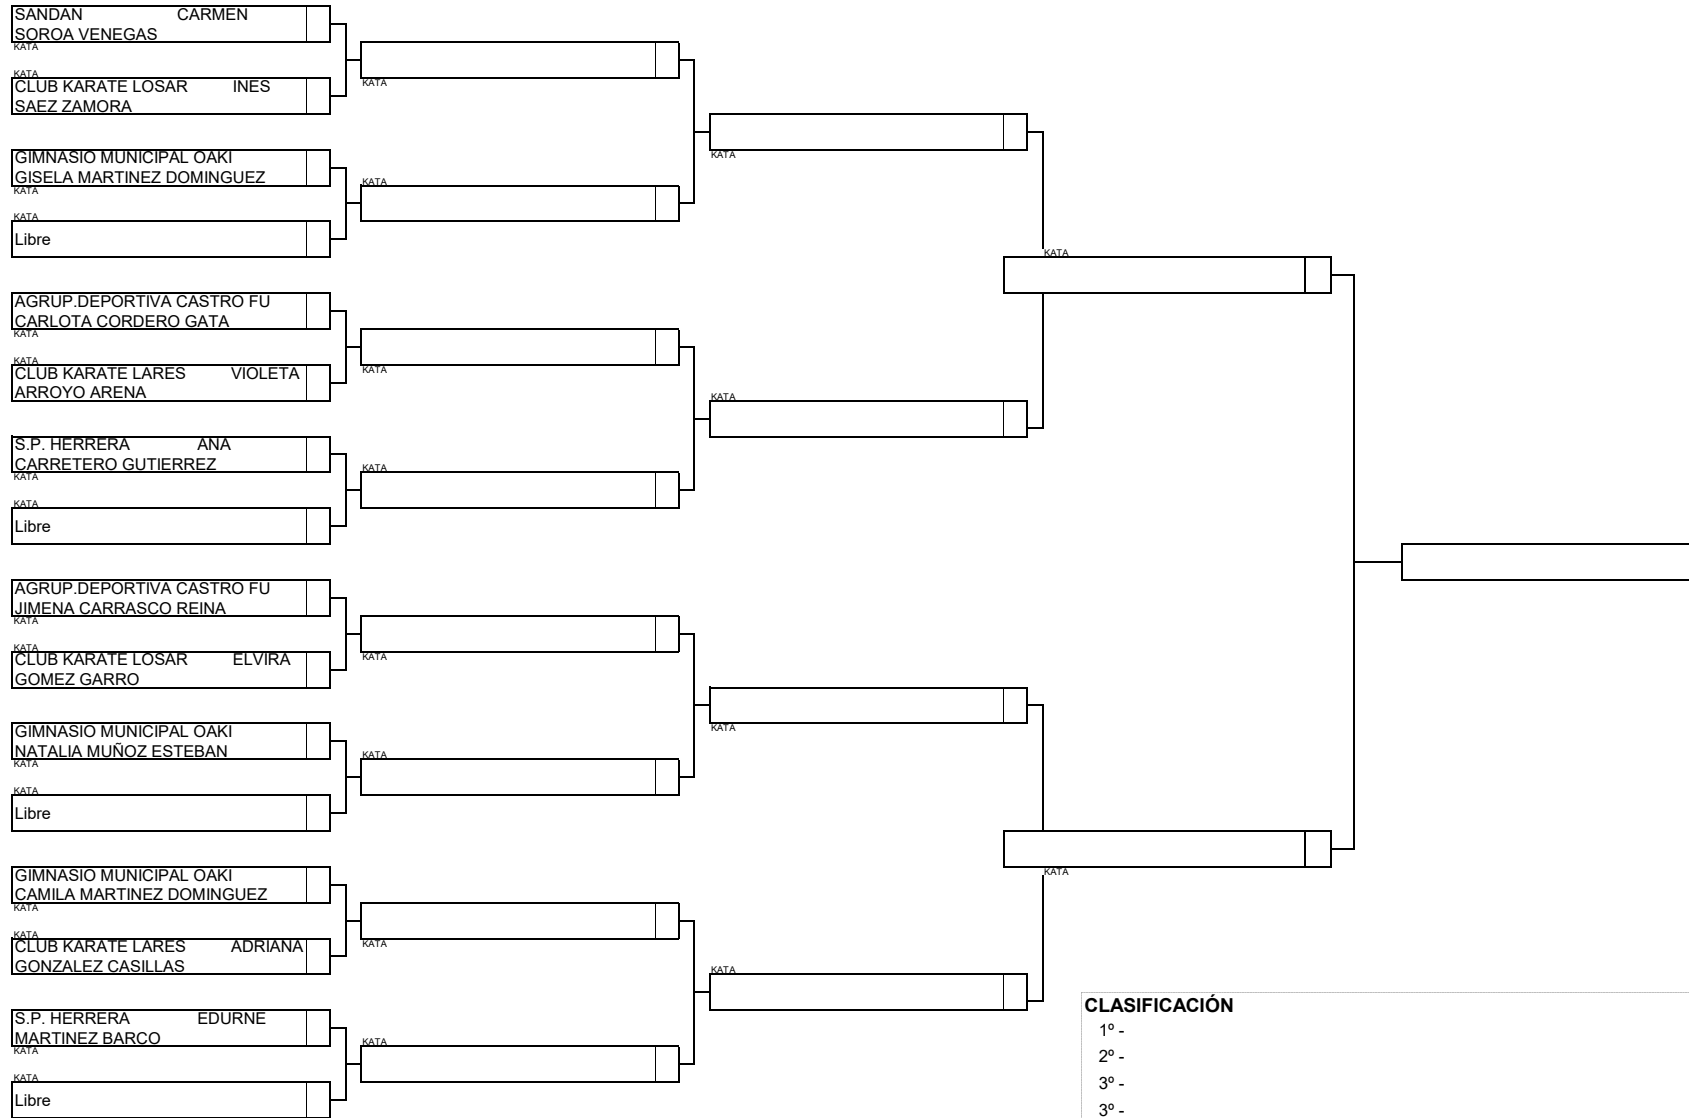 SANDAN CARMEN
SOROA VENEGAS
KATA
KATA
CLUB KARATE LOSAR INES
SAEZ ZAMORA
GIMNASIO MUNICIPAL OAKI
GISELA MARTINEZ DOMINGUEZ
KATA
KATA
Libre
AGRUP.DEPORTIVA CASTRO FU
CARLOTA CORDERO GATA
KATA
KATA
CLUB KARATE LARES VIOLETA
ARROYO ARENA
S.P. HERRERA ANA
CARRETERO GUTIERREZ
KATA
KATA
Libre
AGRUP.DEPORTIVA CASTRO FU
JIMENA CARRASCO REINA
KATA
KATA
CLUB KARATE LOSAR ELVIRA
GOMEZ GARRO
GIMNASIO MUNICIPAL OAKI
NATALIA MUÑOZ ESTEBAN
KATA
KATA
Libre
GIMNASIO MUNICIPAL OAKI
CAMILA MARTINEZ DOMINGUEZ
KATA
KATA
CLUB KARATE LARES ADRIANA
GONZALEZ CASILLAS
S.P. HERRERA EDURNE
MARTINEZ BARCO
KATA
KATA
Libre
KATA
KATA
KATA
KATA
KATA
KATA
KATA
KATA
KATA
KATA
KATA
KATA
KATA
KATA
CLASIFICACIÓN
1º -
2º -
3º -
3º -